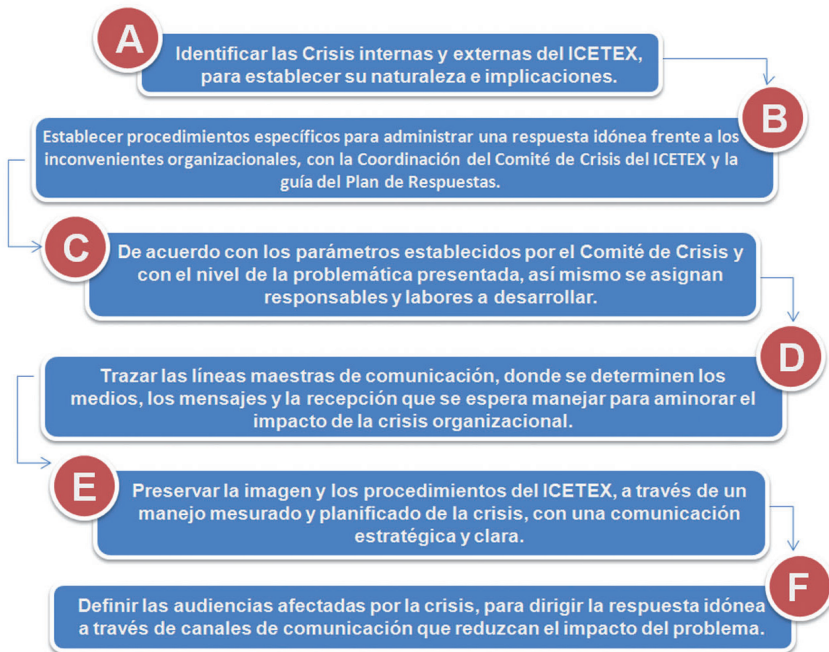 A
Identificar las Crisis internas y externas del ICETEX,
para establecer su naturaleza e implicaciones.
B
Establecer procedimientos específicos para administrar una respuesta idónea frente a los
inconvenientes organizacionales, con la Coordinación del Comité de Crisis del ICETEX y la
guía del Plan de Respuestas.
C
De acuerdo con los parámetros establecidos por el Comité de Crisis y
con el nivel de la problemática presentada, así mismo se asignan
responsables y labores a desarrollar.
D
Trazar las líneas maestras de comunicación, donde se determinen los
medios, los mensajes y la recepción que se espera manejar para aminorar el
impacto de la crisis organizacional.
E
Preservar la imagen y los procedimientos del ICETEX, a través de un
manejo mesurado y planificado de la crisis, con una comunicación
estratégica y clara.
F
Definir las audiencias afectadas por la crisis, para dirigir la respuesta idónea
a través de canales de comunicación que reduzcan el impacto del problema.